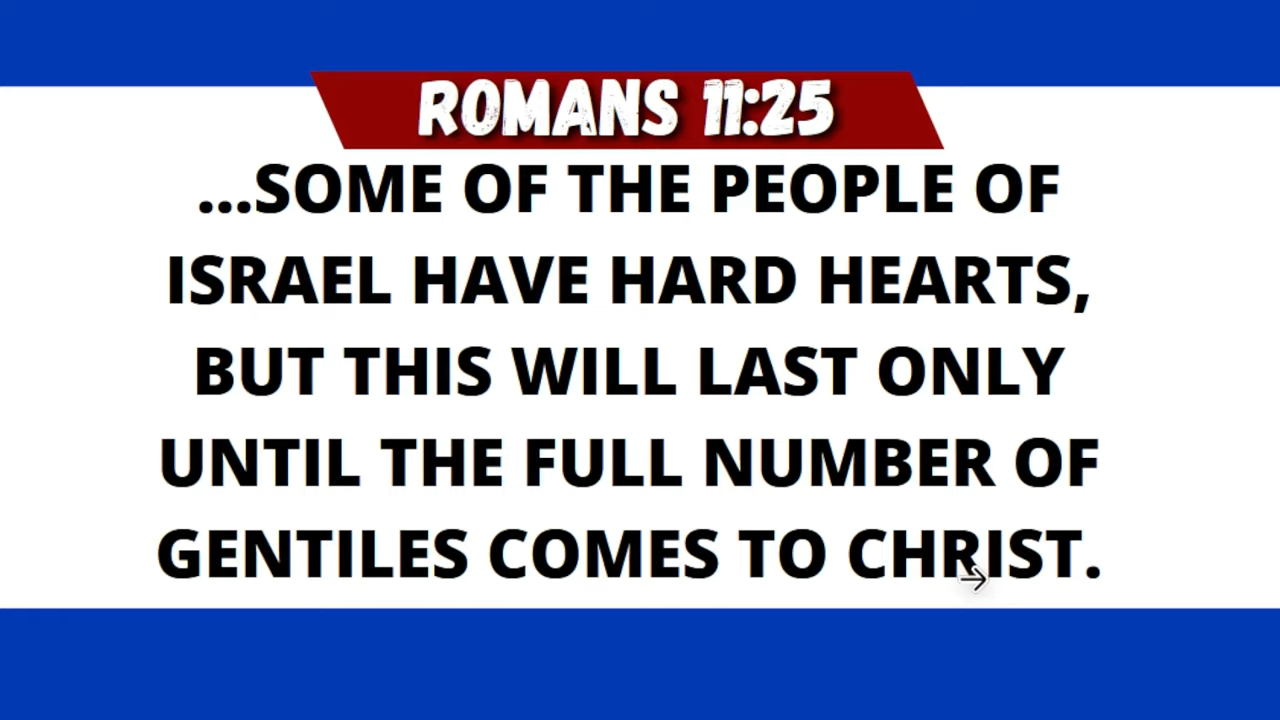 ROMANS 11:25
...SOME OF THE PEOPLE OF
ISRAEL HAVE HARD HEARTS,
BUT THIS WILL LAST ONLY
UNTIL THE FULL NUMBER OF
GENTILES COMES TO CHRIST.